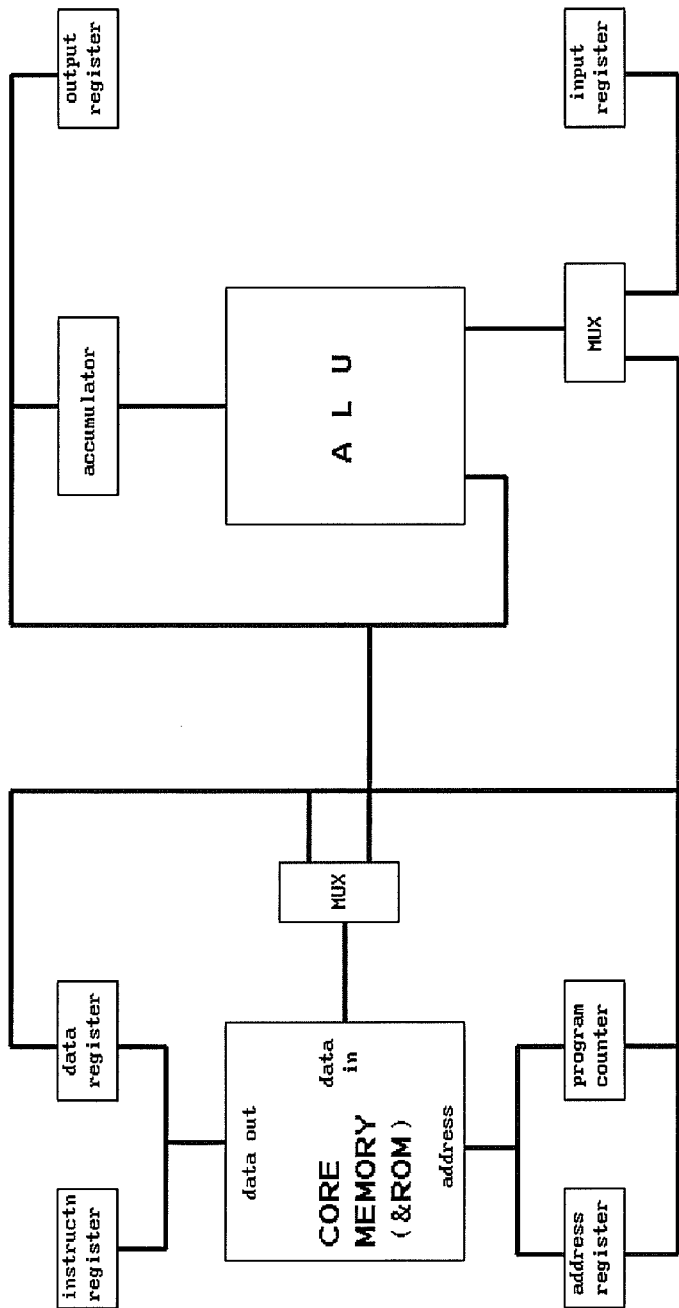 instructn
register
data
register
accumulator
output
register
data out
data
in
CORE
MEMORY
(&ROM)
address
MUX
A L U
address
register
program
counter
MUX
input
register